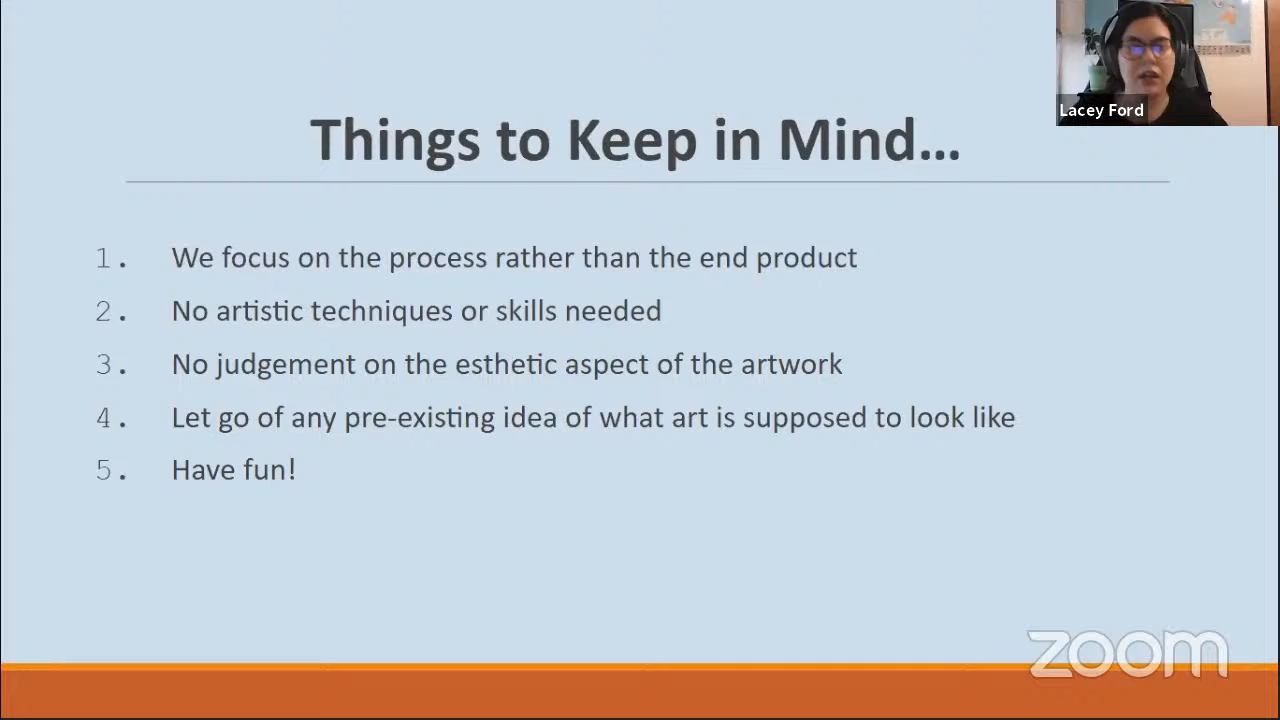 Lacey Ford
Things to Keep in Mind...
1. We focus on the process rather than the end product
2. No artistic techniques or skills needed
3. No judgement on the esthetic aspect of the artwork
4. Let go of any pre-existing idea of what art is supposed to look like
5. Have fun!
zoom